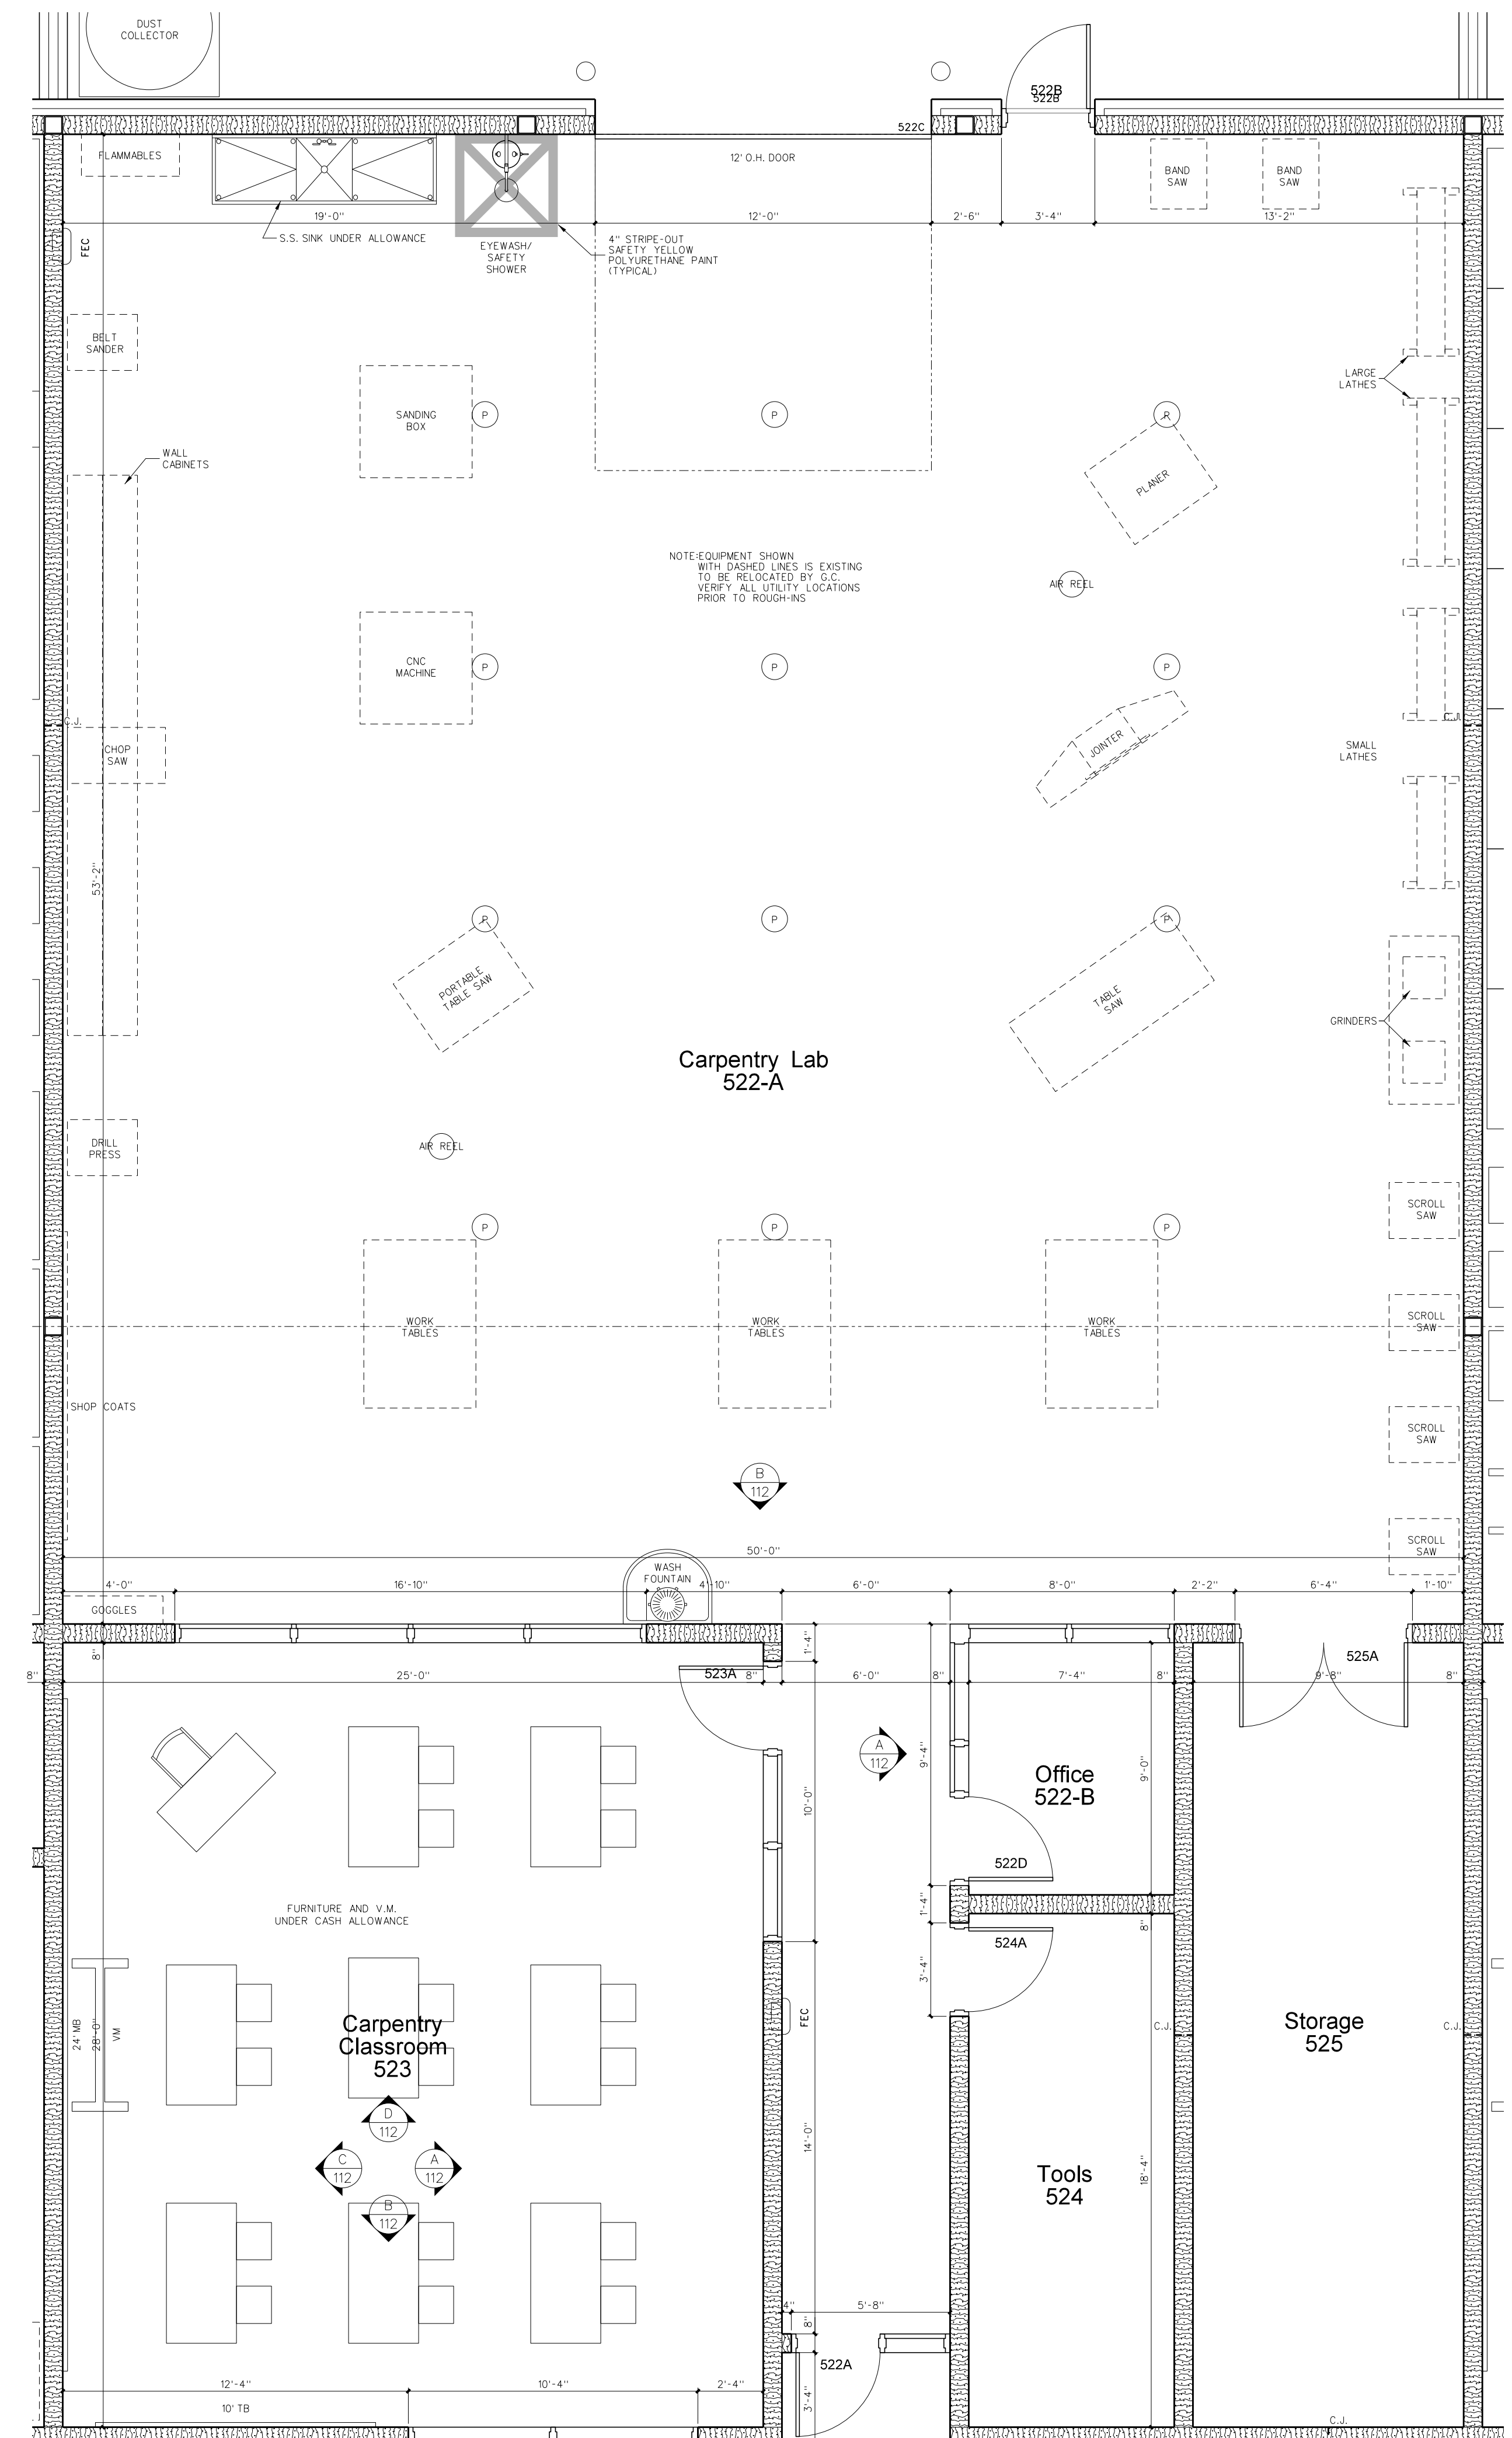 DUST
COLLECTOR
522B
522B
522C
FLAMMABLES
12' O.H. DOOR
BAND
SAW
BAND
SAW
19'-0"
12'-0"
2'-6"
3'-4"
13'-2"
FEC
S.S. SINK UNDER ALLOWANCE
EYEWASH/
SAFETY
SHOWER
4" STRIPE-OUT
SAFETY YELLOW
POLYURETHANE PAINT
(TYPICAL)
BELT
SANDER
LARGE
LATHES
SANDING
BOX
P
P
P
WALL
CABINETS
PLANER
NOTE:EQUIPMENT SHOWN
WITH DASHED LINES IS EXISTING
TO BE RELOCATED BY G.C.
VERIFY ALL UTILITY LOCATIONS
PRIOR TO ROUGH-INS
AIR REEL
CNC
MACHINE
P
P
P
C.J.
C.J.
CHOP
SAW
JOINTER
SMALL
LATHES
53'-2"
P
P
P
PORTABLE
TABLE SAW
TABLE
SAW
GRINDERS
Carpentry Lab
522-A
DRILL
PRESS
AIR REEL
SCROLL
SAW
P
P
P
WORK
TABLES
WORK
TABLES
WORK
TABLES
SCROLL
SAW
SHOP COATS
SCROLL
SAW
B
112
SCROLL
SAW
50'-0"
WASH
FOUNTAIN
4'-0"
16'-10"
4'-10"
6'-0"
8'-0"
2'-2"
6'-4"
1'-10"
GOGGLES
8"
1'-4"
525A
8"
25'-0"
523A
8"
6'-0"
8"
7'-4"
8"
9'-8"
8"
A
112
9'-4"
9'-0"
10'-0"
Office
522-B
522D
FURNITURE AND V.M.
UNDER CASH ALLOWANCE
1'-4"
8"
524A
3'-4"
24' MB
28'-0"
VM
FEC
Carpentry
Classroom
523
C.J.
Storage
525
C.J.
D
112
C
112
A
112
B
112
14'-0"
Tools
524
18'-4"
4"
5'-8"
8"
522A
12'-4"
10'-4"
2'-4"
3'-4"
10' TB
C.J.